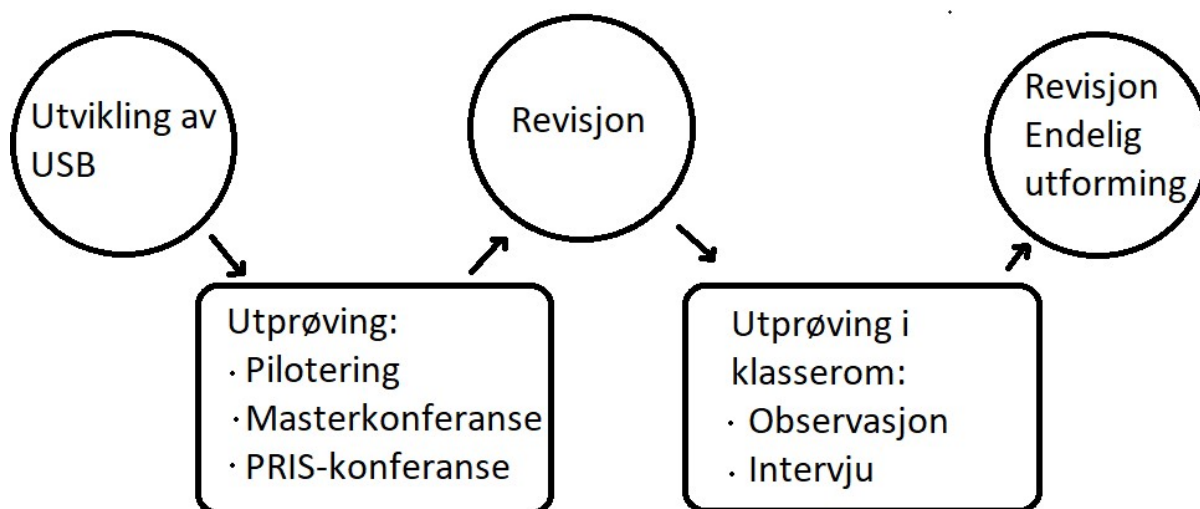 Utvikling av
USB
Utprøving:
· Pilotering
· Masterkonferanse
· PRIS-konferanse
Revisjon
Utprøving i
klasserom:
· Observasjon
· Intervju
Revisjon
Endelig
utforming